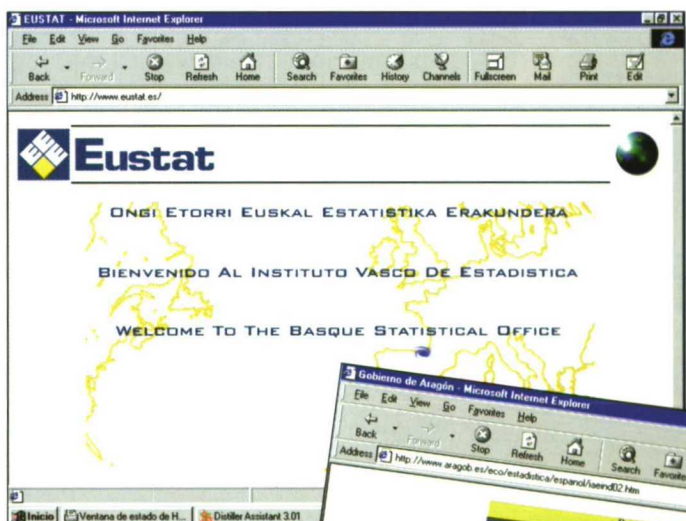 EUSTAT - Microsoft Internet Explorer
File Edit View Go Favorites Help
Back Forward Stop Refresh Home Search Favorites History Channels Fullscreen Mail Print Edit
Address http://www.eustat.es/
Eustat
ONGI ETORRI EUSKAL ESTATISTIKA ERAKUNDERA
BIENVENIDO AL INSTITUTO VASCO DE ESTADISTICA
WELCOME TO THE BASQUE STATISTICAL OFFICE
Inicio Ventana de estado de H... Distiller Assistant 3.01
Gobierno de Aragón - Microsoft Internet Explorer
File Edit View Go Favorites Help
Back Forward Stop Refresh Home Search Favorites
Address http://www.aragob.es/eco/estadistica/espanol/iaeind02.htm